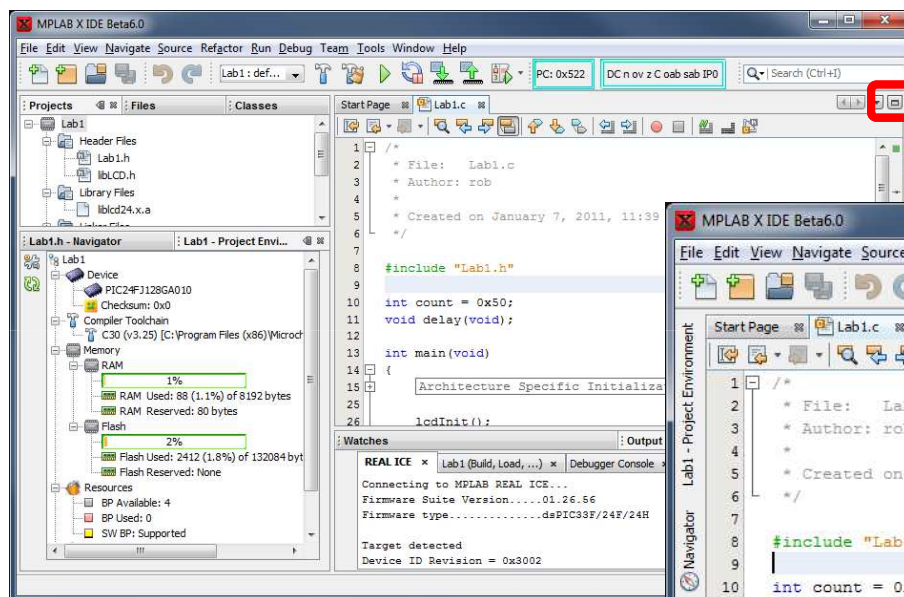 MPLAB X IDE Beta6.0
File Edit View Navigate Source Refactor Run Debug Team Tools Window Help
Lab1 : def...
PC: 0x522
DC n ov z C oab sab IP0
Search (Ctrl+I)
Projects
Files
Classes
Lab1
Header Files
Lab1.h
libLCD.h
Library Files
liblcd24.x.a
Lab1.h - Navigator
Lab1 - Project Envi...
Lab1
Device
PIC24FJ128GA010
Checksum: 0x0
Compiler Toolchain
C30 (v3.25) [C:\Program Files (x86)\Microch
Memory
RAM
1%
RAM Used: 88 (1.1%) of 8192 bytes
RAM Reserved: 80 bytes
Flash
2%
Flash Used: 2412 (1.8%) of 132084 byt
Flash Reserved: None
Resources
BP Available: 4
BP Used: 0
SW BP: Supported
Start Page
Lab1.c
1 /*
2 * File: Lab1.c
3 * Author: rob
4 *
5 * Created on January 7, 2011, 11:39
6 */
7
8 #include "Lab1.h"
9
10 int count = 0x50;
11 void delay(void);
12
13 int main(void)
14 {
15 Architecture Specific Initializa
25
26 lcdInit();
Watches
Output
REAL ICE
Lab1 (Build, Load, ...)
Debugger Console
Connecting to MPLAB REAL ICE...
Firmware Suite Version.....01.26.56
Firmware type..............dsPIC33F/24F/24H
Target detected
Device ID Revision = 0x3002
MPLAB X IDE Beta6.0
File Edit View Navigate Source
Start Page
Lab1.c
Lab1 - Project Environment
Navigator
1 /*
2 * File: La
3 * Author: ro
4 *
5 * Created on
6 */
7
8 #include "Lab
9
10 int count = 0